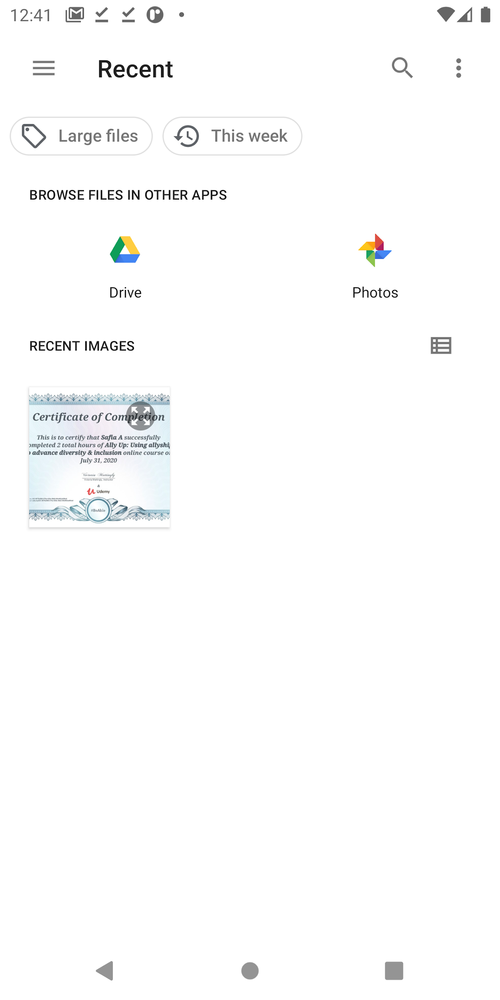 12:41
Recent
Large files
This week
BROWSE FILES IN OTHER APPS
Drive
Photos
RECENT IMAGES
Certificate of Completion
This is to certify that Safia A successfully
ompleted 2 total hours of Ally Up: Using allyship
advance diversity & inclusion online course
July 31, 2020
Victoria Mattingly
Victoria Mattingly, Instructor
&
Udemy
#BeAble